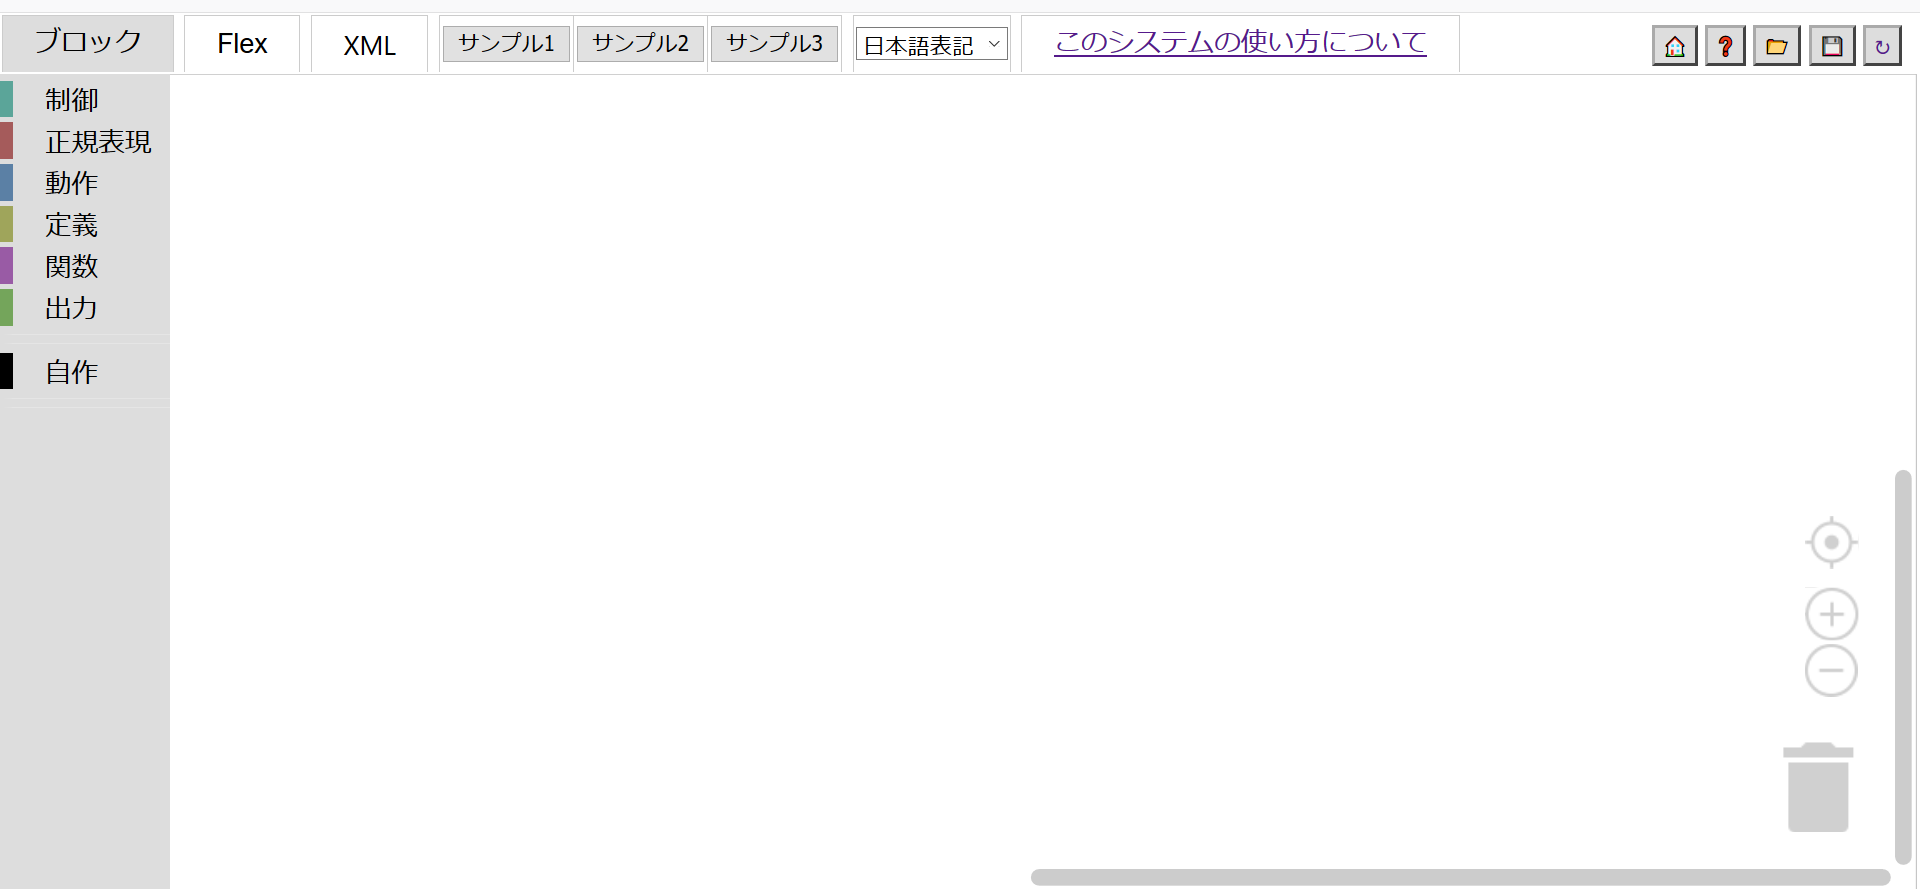 ブロック Flex XML サンプル1 サンプル2 サンプル3 日本語表記 このシステムの使い方について
制御
正規表現
動作
定義
関数
出力
自作